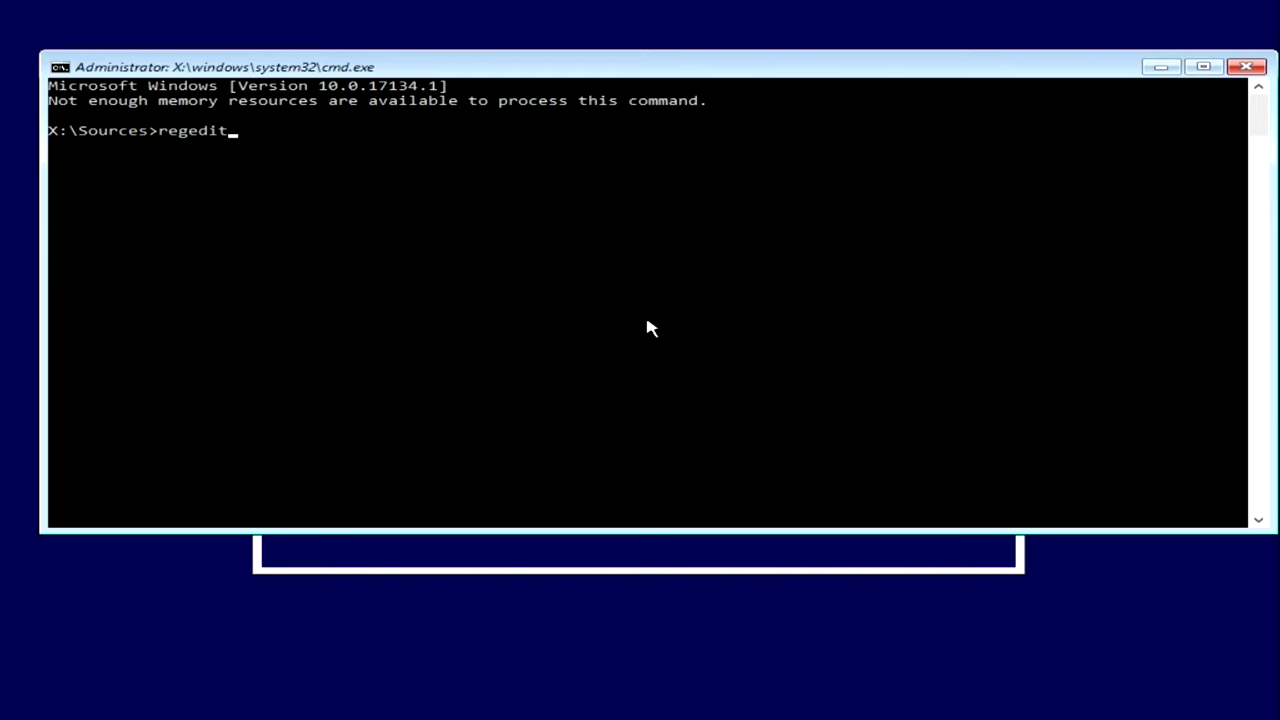 Administrator: X:\windows\system32\cmd.exe
Microsoft Windows [Version 10.0.17134.1]
Not enough memory resources are available to process this command.
X:\Sources>regedit_